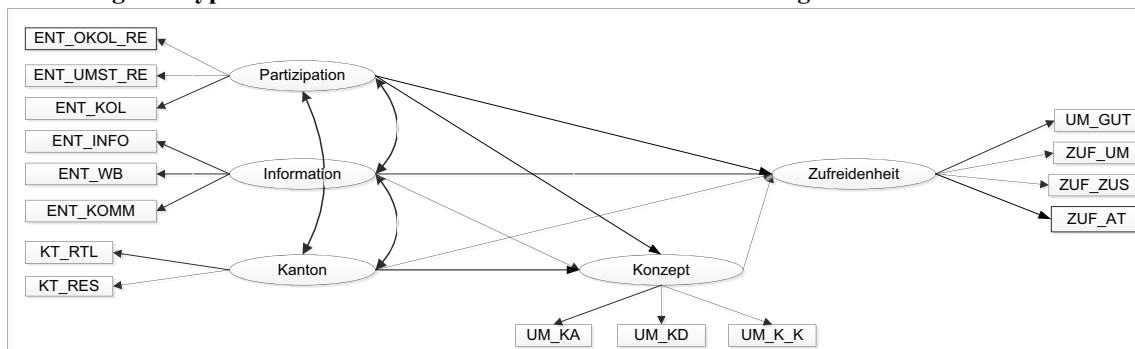 ENT_OKOL_RE
ENT_UMST_RE
ENT_KOL
ENT_INFO
ENT_WB
ENT_KOMM
KT_RTL
KT_RES
Partizipation
Information
Kanton
Zufreidenheit
Konzept
UM_GUT
ZUF_UM
ZUF_ZUS
ZUF_AT
UM_KA
UM_KD
UM_K_K